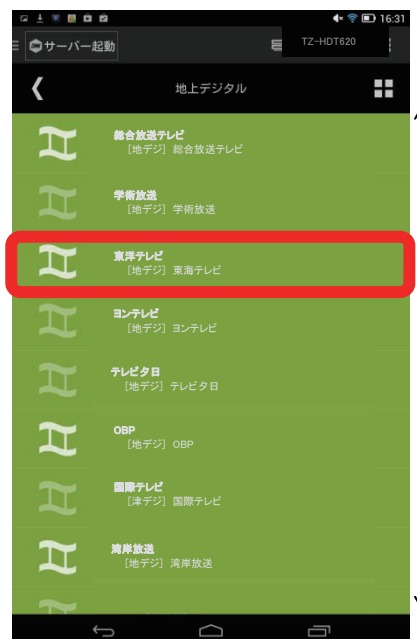 16:31
サーバー起動
TZ-HDT620
地上デジタル
総合放送テレビ
［地デジ］総合放送テレビ
学術放送
［地デジ］学術放送
東洋テレビ
［地デジ］東海テレビ
ヨンテレビ
［地デジ］ヨンテレビ
テレビタ日
［地デジ］テレビタ日
OBP
［地デジ］OBP
国際テレビ
［津デジ］国際テレビ
湾岸放送
［地デジ］湾岸放送